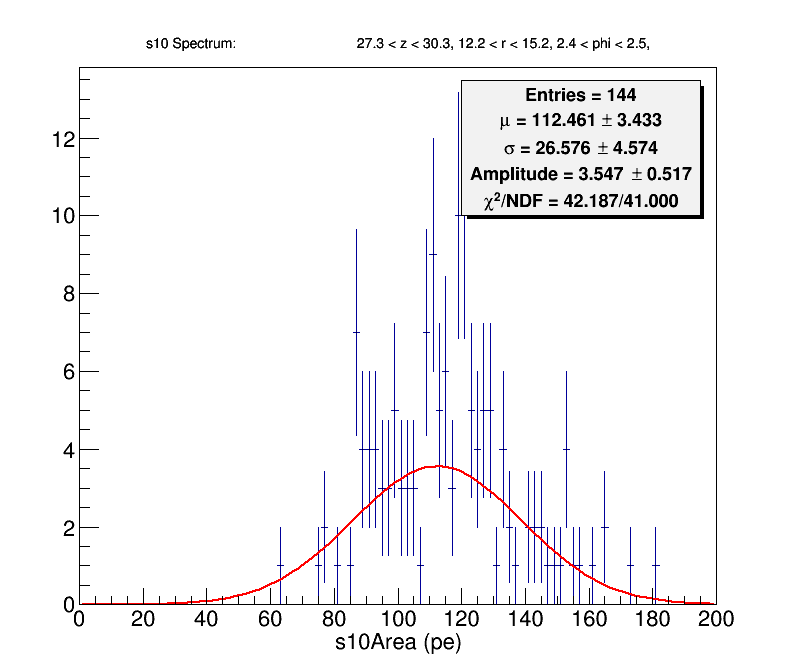 s10 Spectrum: 27.3 < z < 30.3, 12.2 < r < 15.2, 2.4 < phi < 2.5,
Entries = 144
μ = 112.461 ± 3.433
σ = 26.576 ± 4.574
Amplitude = 3.547 ± 0.517
χ²/NDF = 42.187/41.000
12
10
8
6
4
2
0
0 20 40 60 80 100 120 140 160 180 200
s10Area (pe)